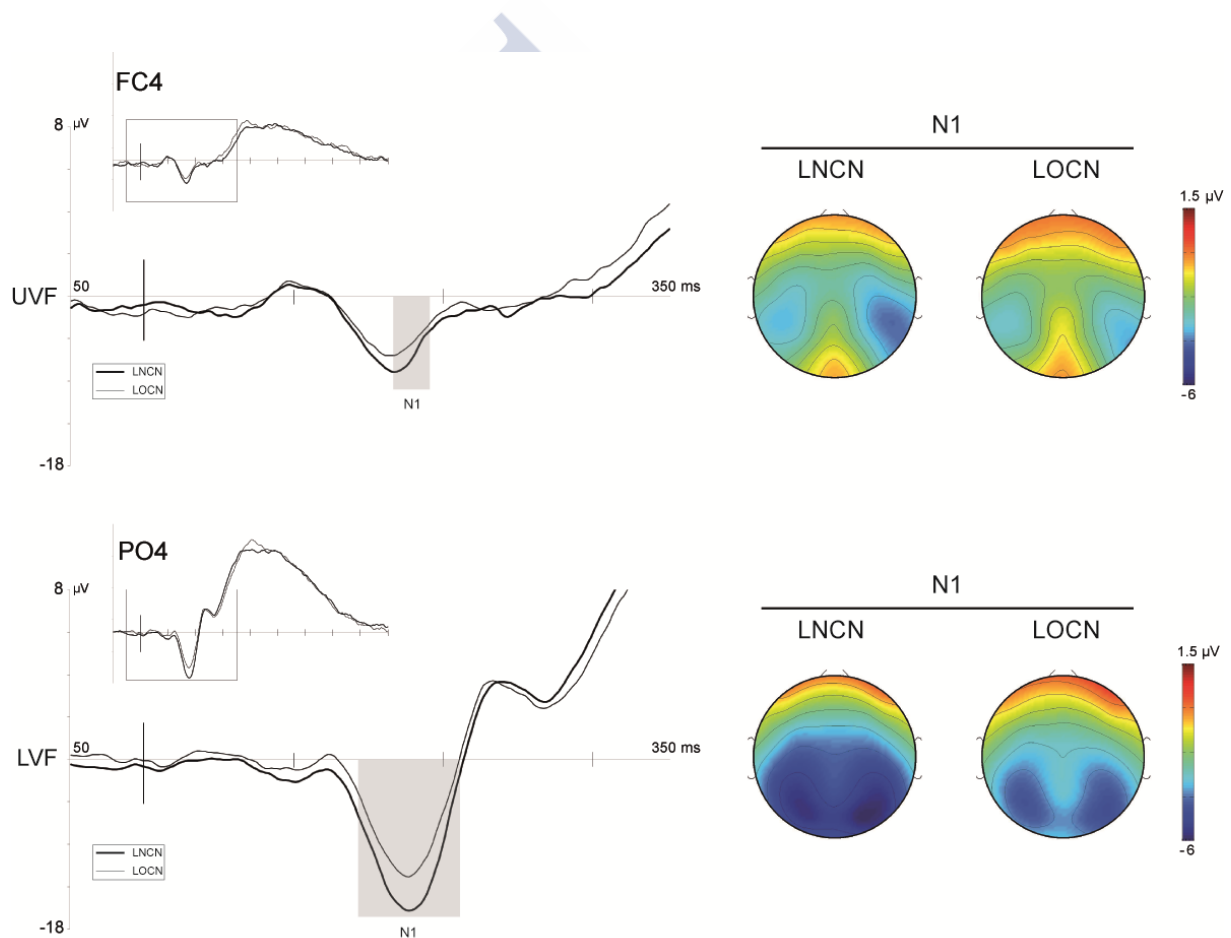 FC4
8 µV
UVF
50
350 ms
LNCN
LOCN
N1
-18
N1
LNCN
LOCN
1.5 µV
-6
PO4
8 µV
LVF
50
350 ms
LNCN
LOCN
N1
-18
N1
LNCN
LOCN
1.5 µV
-6